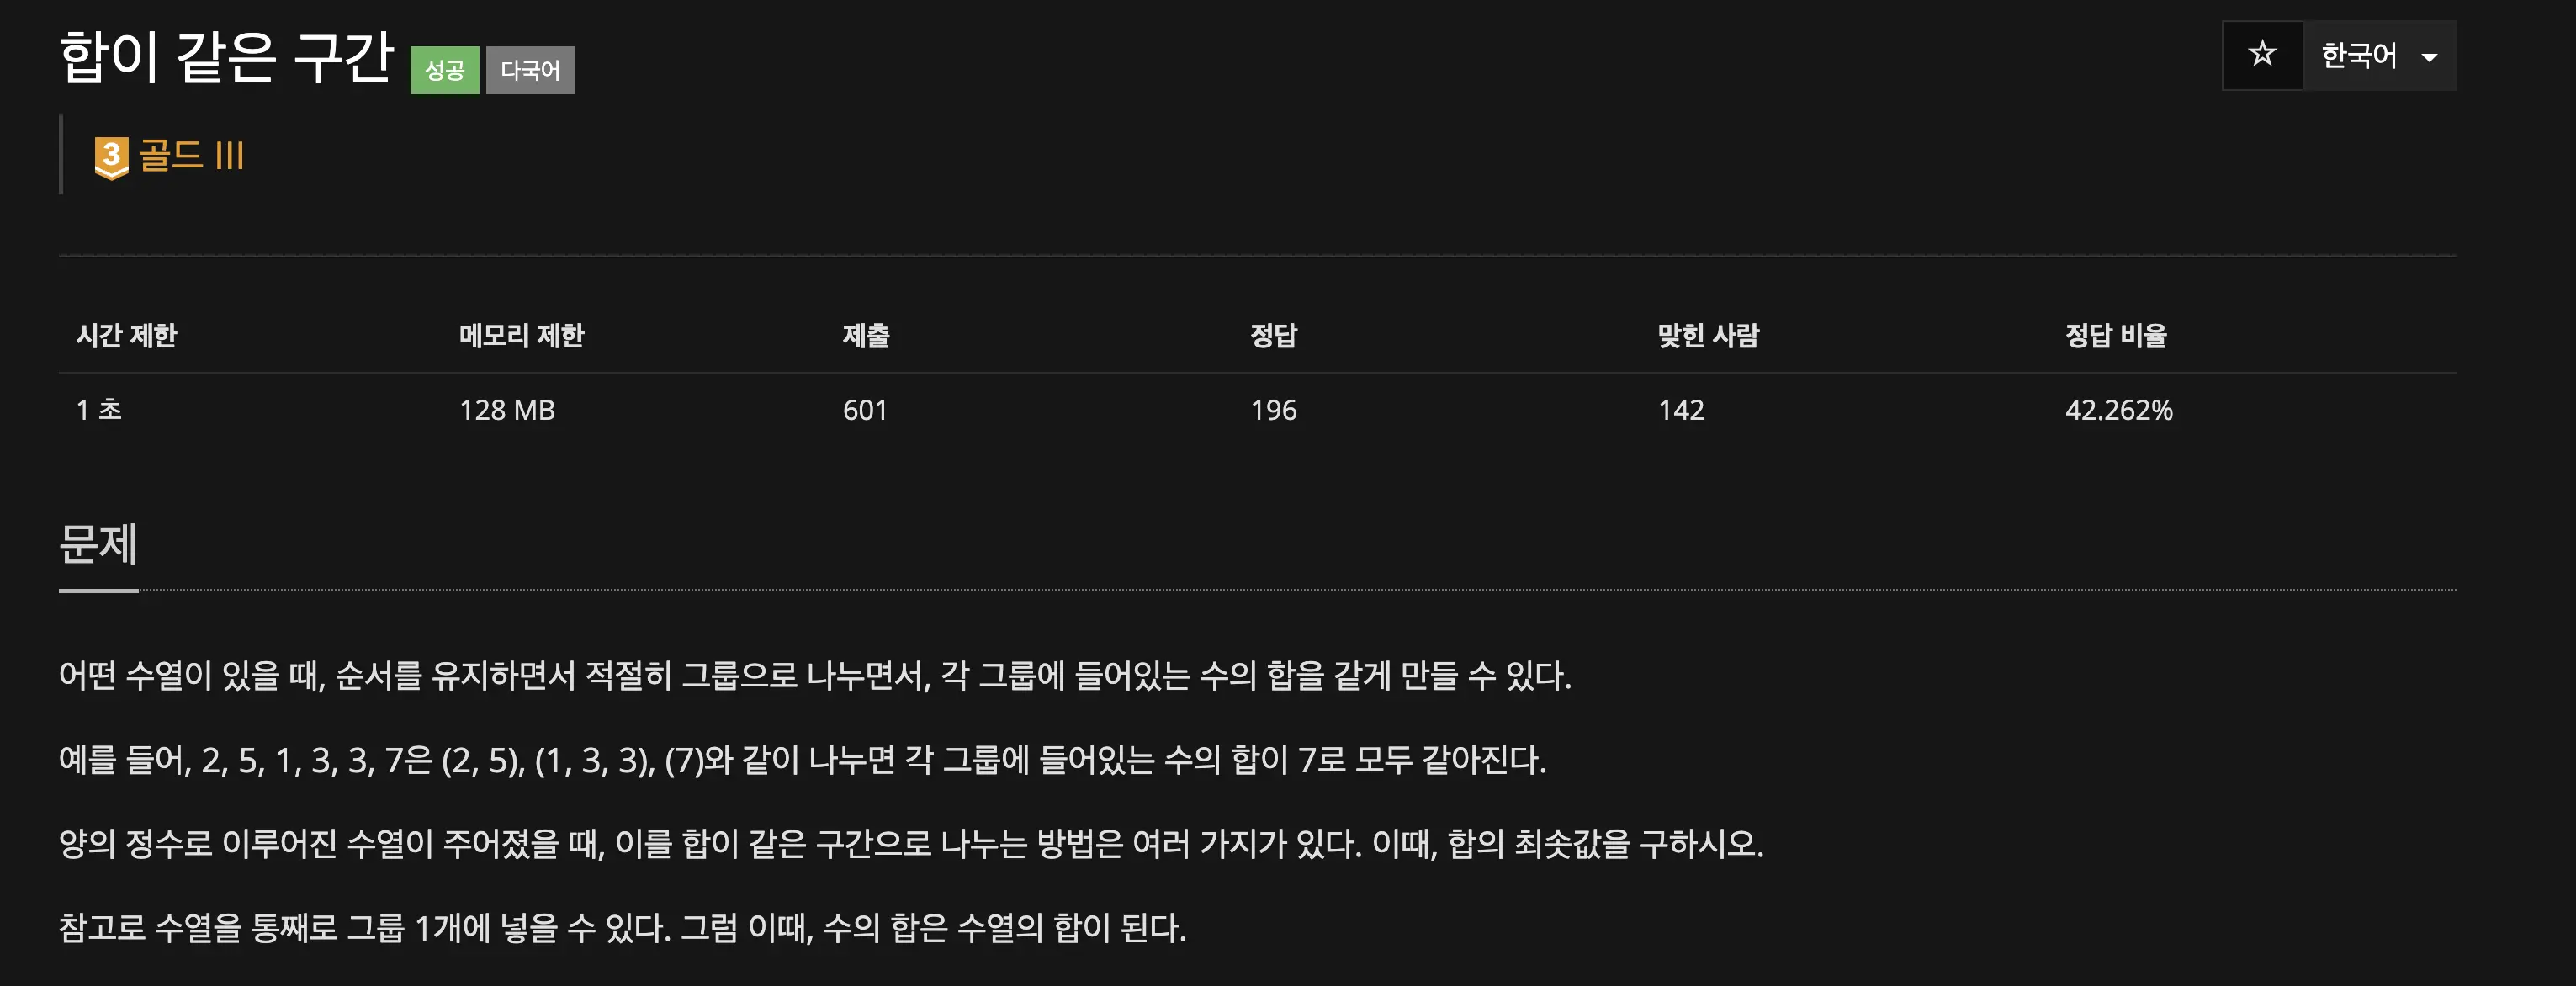 합이 같은 구간 성공 다국어
☆ 한국어
3 골드 III
시간 제한 메모리 제한 제출 정답 맞힌 사람 정답 비율
1 초 128 MB 601 196 142 42.262%
문제
어떤 수열이 있을 때, 순서를 유지하면서 적절히 그룹으로 나누면서, 각 그룹에 들어있는 수의 합을 같게 만들 수 있다.
예를 들어, 2, 5, 1, 3, 3, 7은 (2, 5), (1, 3, 3), (7)와 같이 나누면 각 그룹에 들어있는 수의 합이 7로 모두 같아진다.
양의 정수로 이루어진 수열이 주어졌을 때, 이를 합이 같은 구간으로 나누는 방법은 여러 가지가 있다. 이때, 합의 최솟값을 구하시오.
참고로 수열을 통째로 그룹 1개에 넣을 수 있다. 그럼 이때, 수의 합은 수열의 합이 된다.